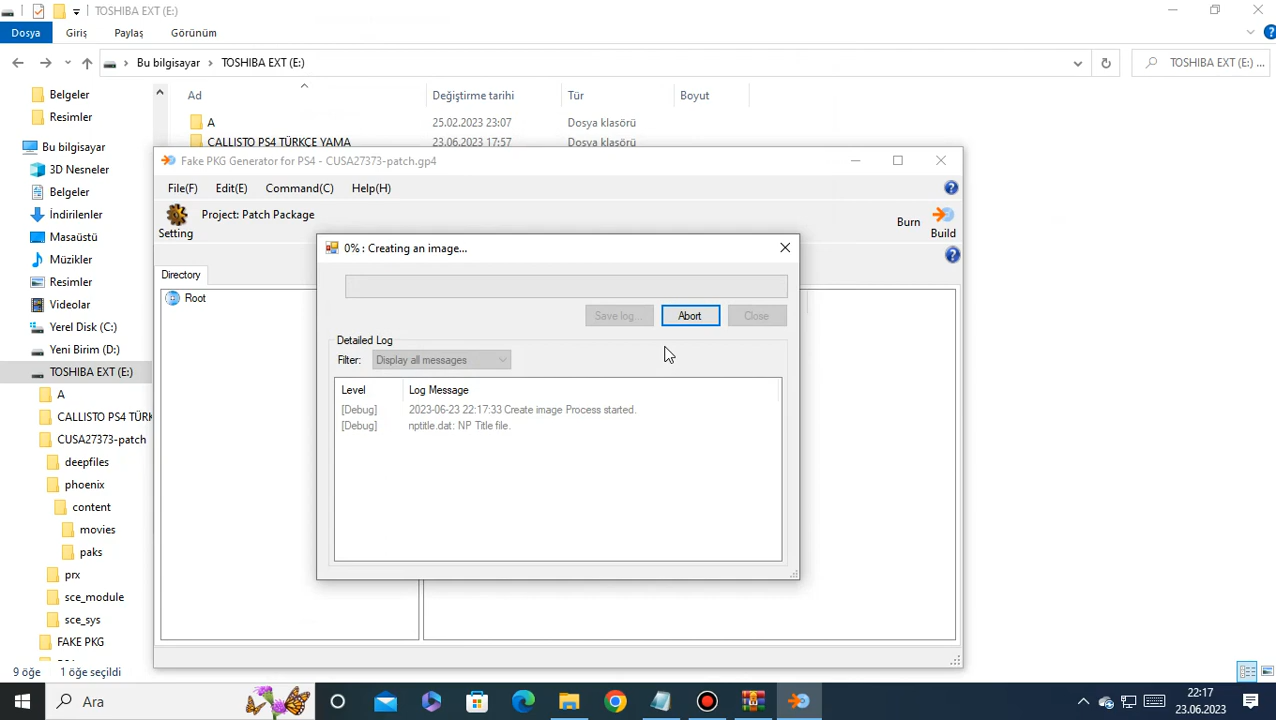 TOSHIBA EXT (E:)
Dosya Giriş Paylaş Görünüm
Bu bilgisayar TOSHIBA EXT (E:)
TOSHIBA EXT (E:) ...
Belgeler
Resimler
Bu bilgisayar
3D Nesneler
Belgeler
İndirilenler
Masaüstü
Müzikler
Resimler
Videolar
Yerel Disk (C:)
Yeni Birim (D:)
TOSHIBA EXT (E:)
A
CALLISTO PS4 TÜRK
CUSA27373-patch
deepfiles
phoenix
content
movies
paks
prx
sce_module
sce_sys
FAKE PKG
Ad Değiştirme tarihi Tür Boyut
A 25.02.2023 23:07 Dosya klasörü
CALLISTO PS4 TÜRKÇE YAMA 23.06.2023 17:57 Dosya klasörü
Fake PKG Generator for PS4 - CUSA27373-patch.gp4
File(F) Edit(E) Command(C) Help(H)
Setting
Project: Patch Package
Burn
Build
Directory
Root
0% : Creating an image...
Save log... Abort Close
Detailed Log
Filter: Display all messages
Level Log Message
[Debug] 2023-06-23 22:17:33 Create image Process started.
[Debug] nptitle.dat: NP Title file.
9 öğe 1 öğe seçildi
Ara
22:17
23.06.2023